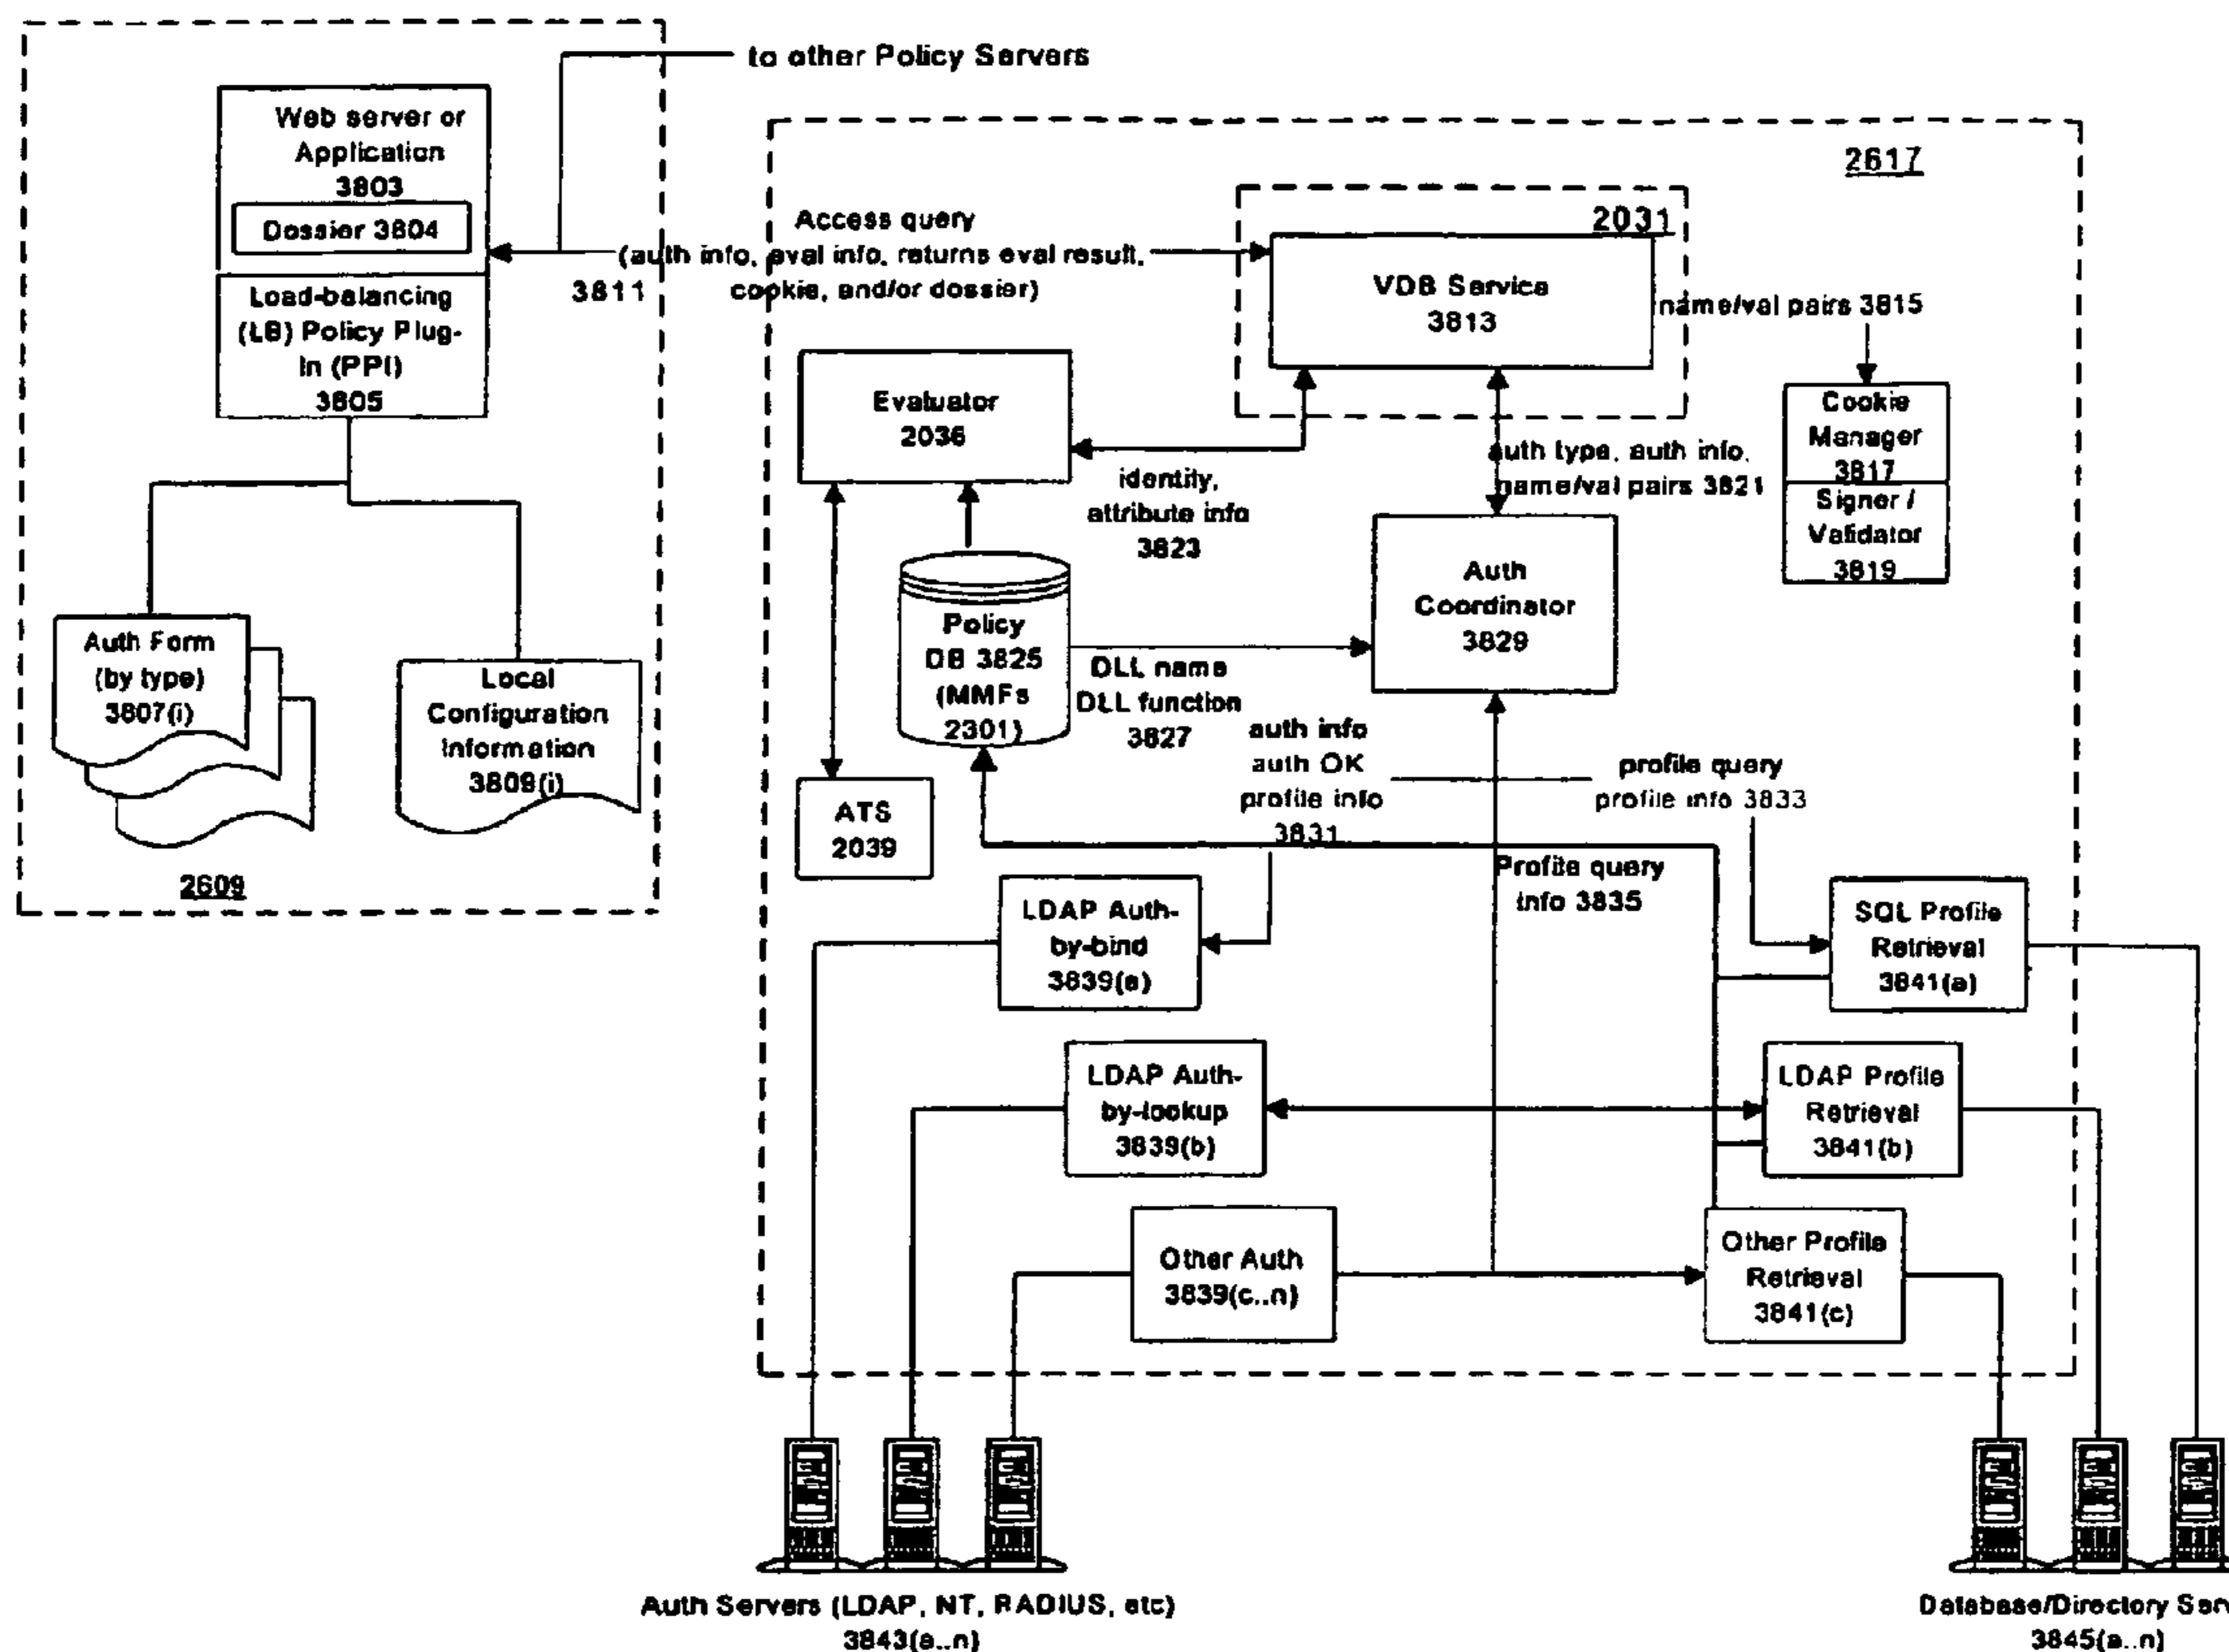 to other Policy Servers
Web server or
Application
3803
Dossier 3804
Load-balancing
(LB) Policy Plug-
In (PPI)
3805
Auth Form
(by type)
3807(i)
Local
Configuration
Information
3809(i)
2609
Access query
(auth info, eval info, returns eval result,
cookie, and/or dossier)
3811
2617
2031
VDB Service
3813
name/val pairs 3815
Cookie
Manager
3817
Signer /
Validator
3819
Evaluator
2036
identity,
attribute info
3823
auth type, auth info,
name/val pairs 3821
Auth
Coordinator
3829
Policy
DB 3825
(MMFs
2301)
DLL name
DLL function
3827
ATS
2039
auth info
auth OK
profile info
3831
profile query
profile info 3833
Profile query
info 3835
LDAP Auth-
by-bind
3839(a)
SQL Profile
Retrieval
3841(a)
LDAP Auth-
by-lookup
3839(b)
LDAP Profile
Retrieval
3841(b)
Other Auth
3839(c..n)
Other Profile
Retrieval
3841(c)
Auth Servers (LDAP, NT, RADIUS, etc)
3843(a..n)
Database/Directory Serv
3845(a..n)